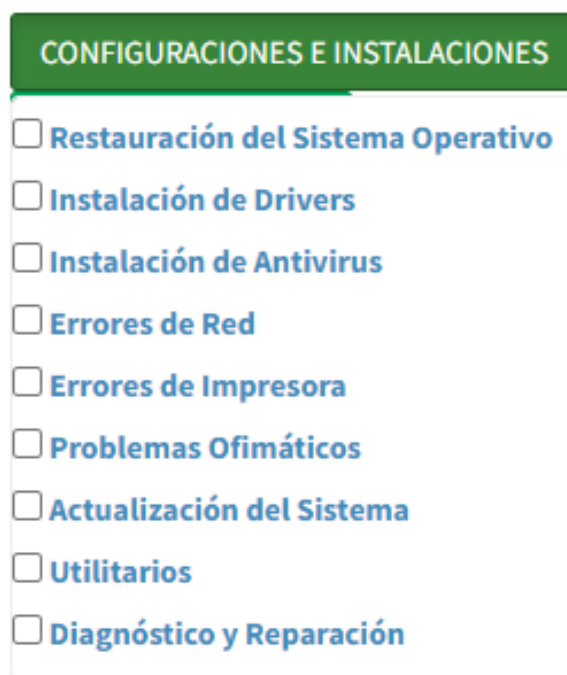 CONFIGURACIONES E INSTALACIONES
Restauración del Sistema Operativo
Instalación de Drivers
Instalación de Antivirus
Errores de Red
Errores de Impresora
Problemas Ofimáticos
Actualización del Sistema
Utilitarios
Diagnóstico y Reparación